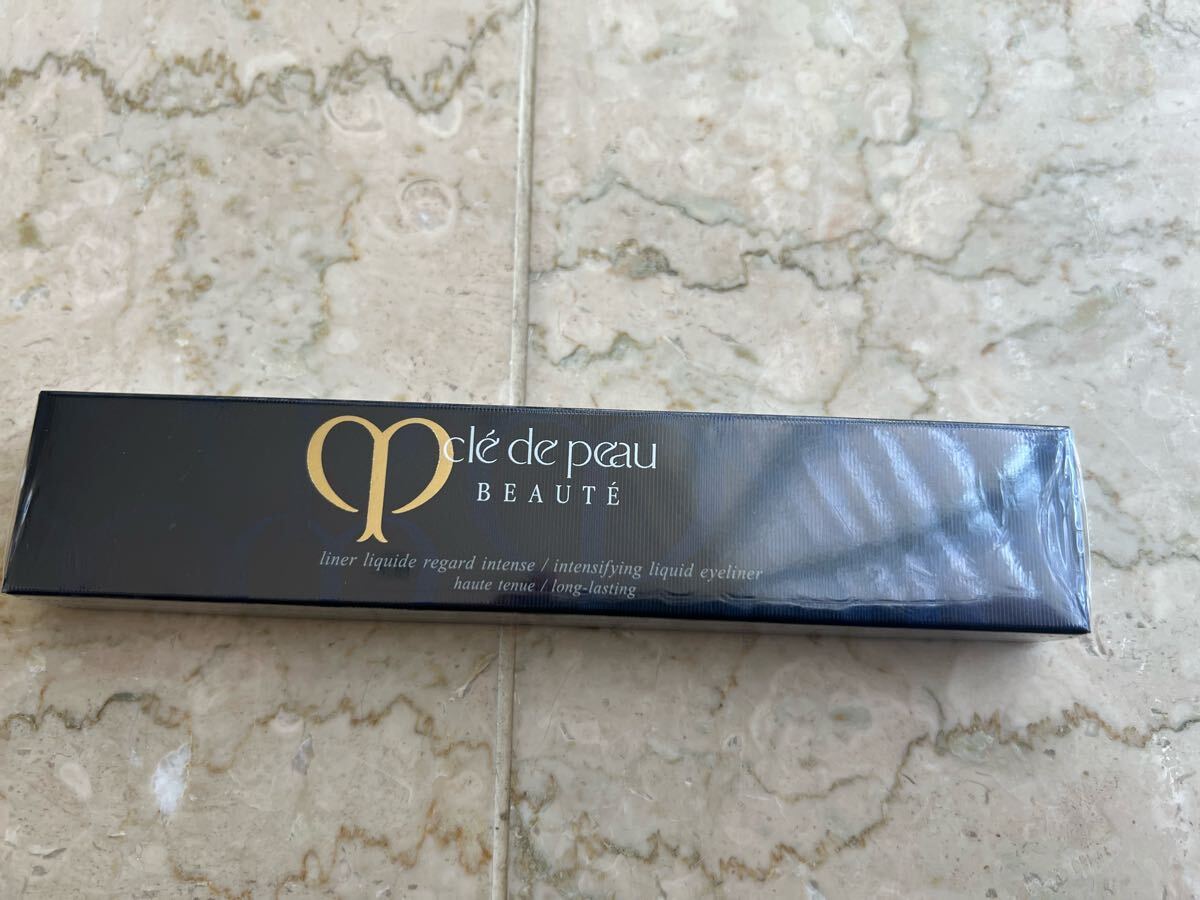 clé de peau
BEAUTÉ
liner liquide regard intense / intensifying liquid eyeliner
haute tenue / long-lasting